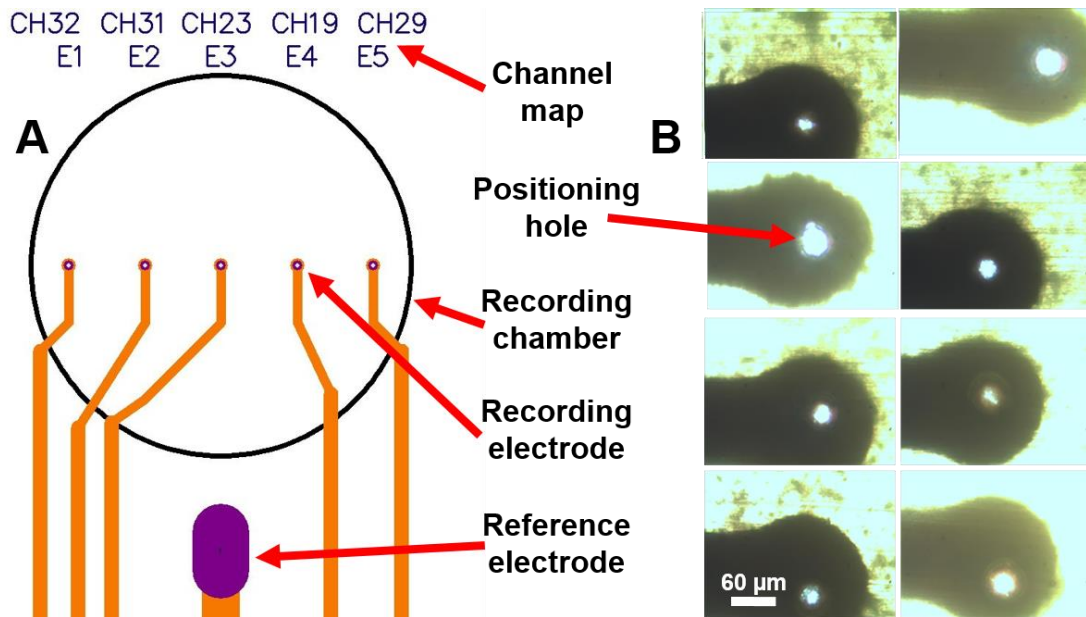 CH32 CH31 CH23 CH19 CH29
E1 E2 E3 E4 E5
A
Channel
map
Positioning
hole
Recording
chamber
Recording
electrode
Reference
electrode
B
60 µm